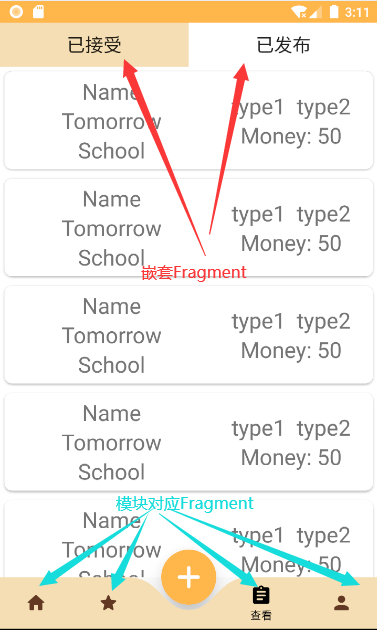 3:11
已接受 已发布
Name
Tomorrow
School
type1 type2
Money: 50
Name
Tomorrow
School
type1 type2
Money: 50
嵌套Fragment
Name
Tomorrow
School
type1 type2
Money: 50
Name
Tomorrow
School
type1 type2
Money: 50
模块对应Fragment
Name
Tomorrow
School
type1 type2
Money: 50
查看